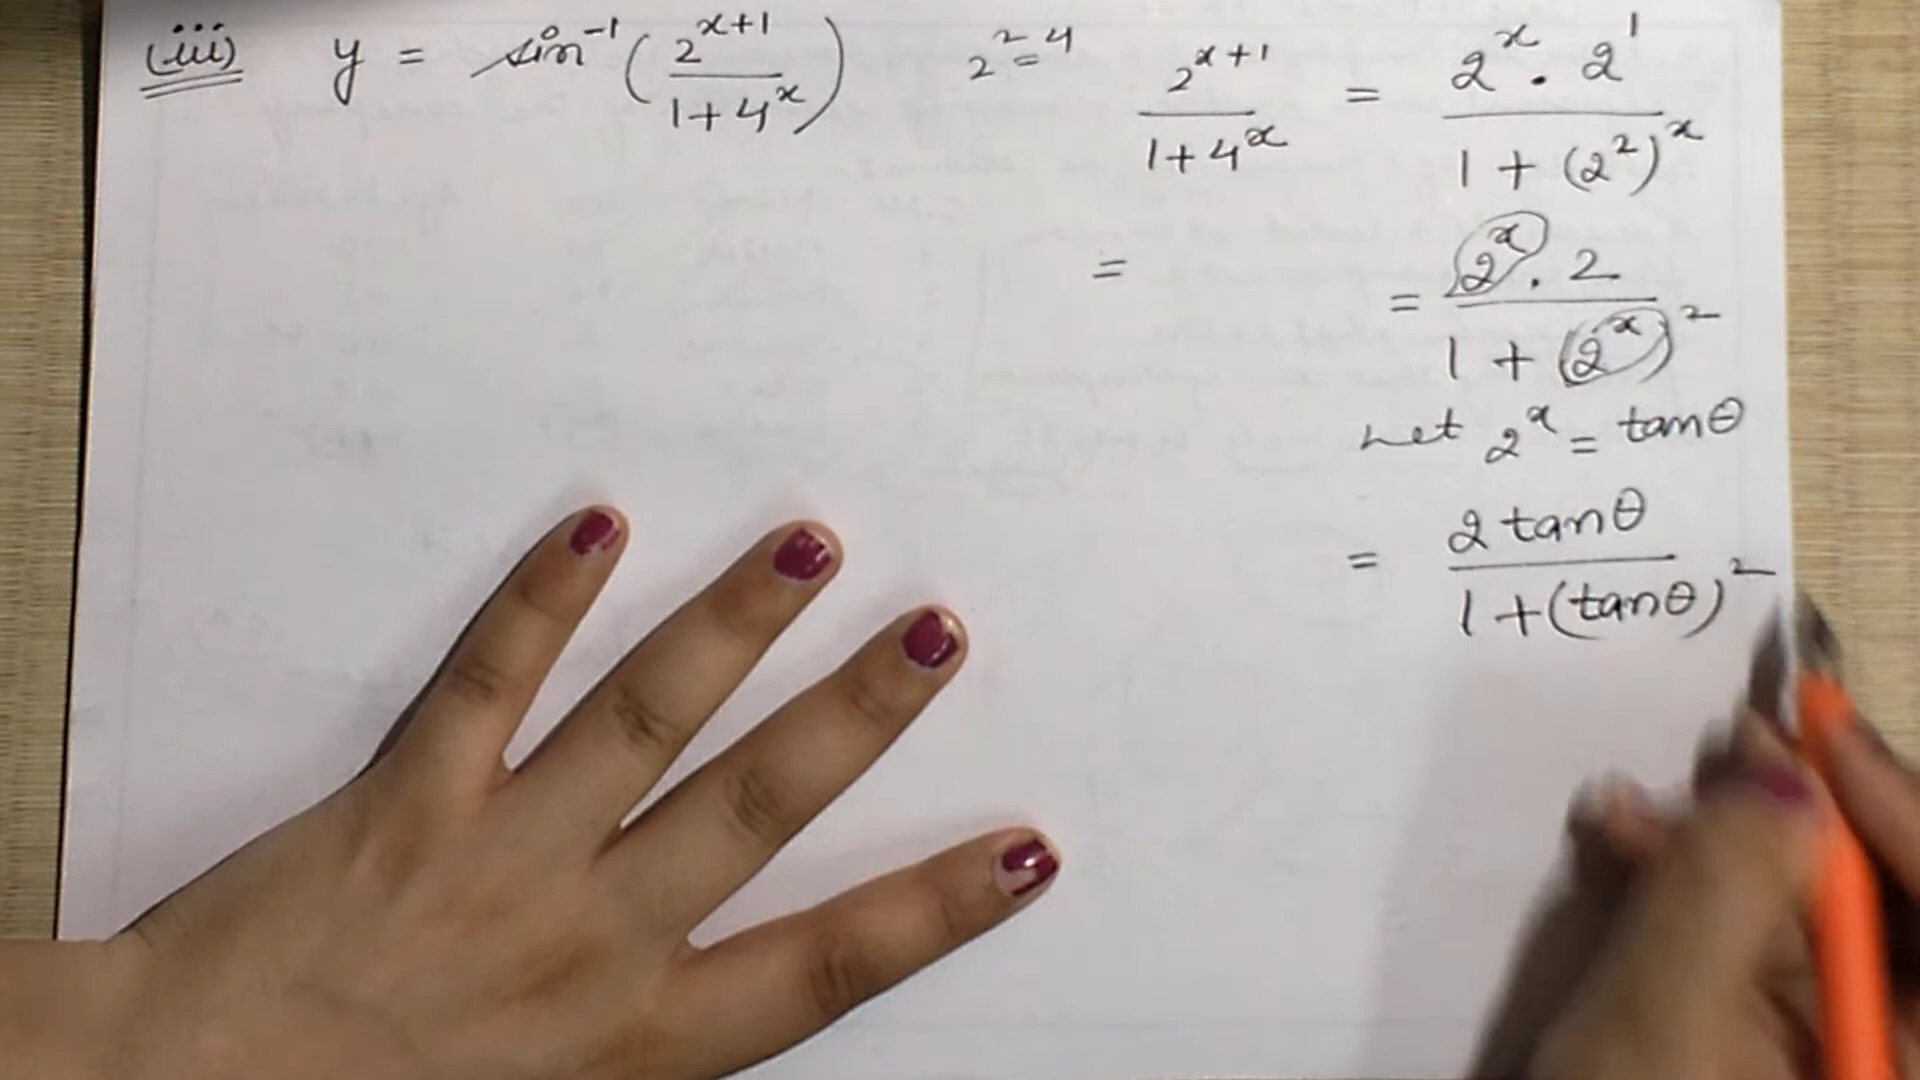 (iii) y = sin⁻¹ ( 2^(x+1) / (1+4^x) ) 2² = 4 2^(x+1) / (1+4^x) = 2^x · 2^1 / (1 + (2²)^x)
= = 2^x · 2 / (1 + (2^x)²)
Let 2^x = tanθ
= 2 tanθ / (1 + (tanθ)²)